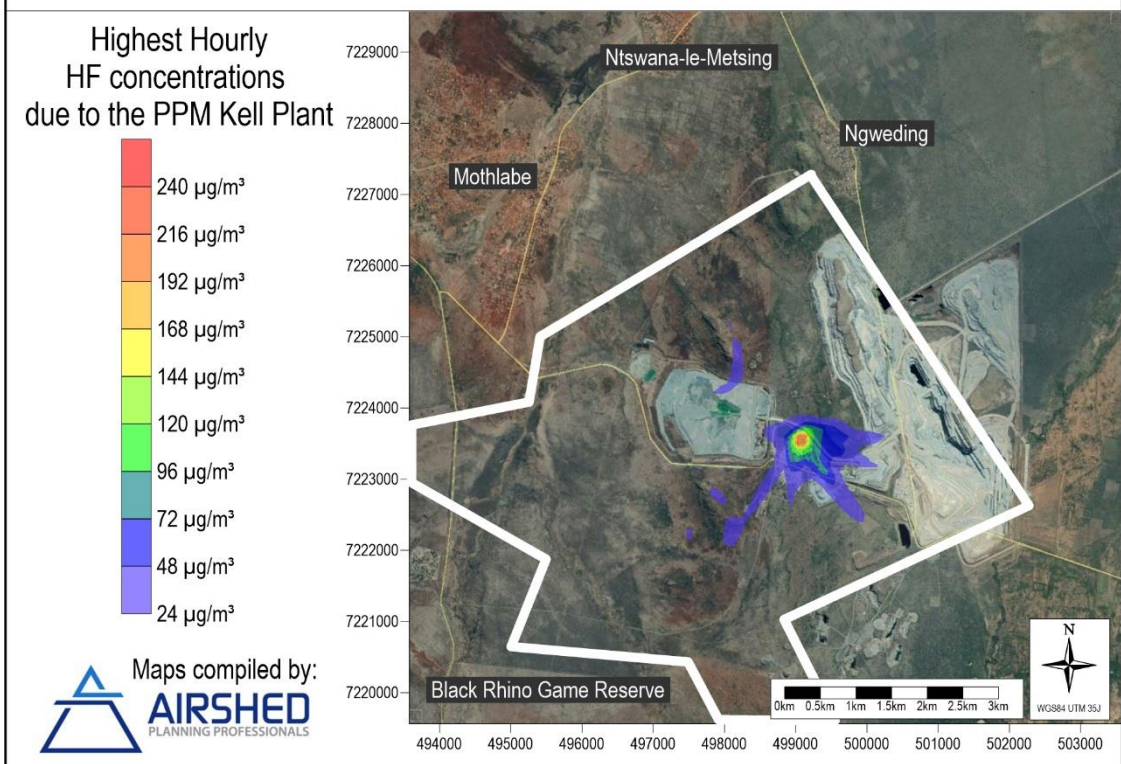 Highest Hourly
HF concentrations
due to the PPM Kell Plant
240 µg/m³
216 µg/m³
192 µg/m³
168 µg/m³
144 µg/m³
120 µg/m³
96 µg/m³
72 µg/m³
48 µg/m³
24 µg/m³
Maps compiled by:
AIRSHED
PLANNING PROFESSIONALS
7229000
7228000
7227000
7226000
7225000
7224000
7223000
7222000
7221000
7220000
Ntswana-le-Metsing
Ngweding
Mothlabe
Black Rhino Game Reserve
N
WGS84 UTM 35J
0km 0.5km 1km 1.5km 2km 2.5km 3km
494000 495000 496000 497000 498000 499000 500000 501000 502000 503000